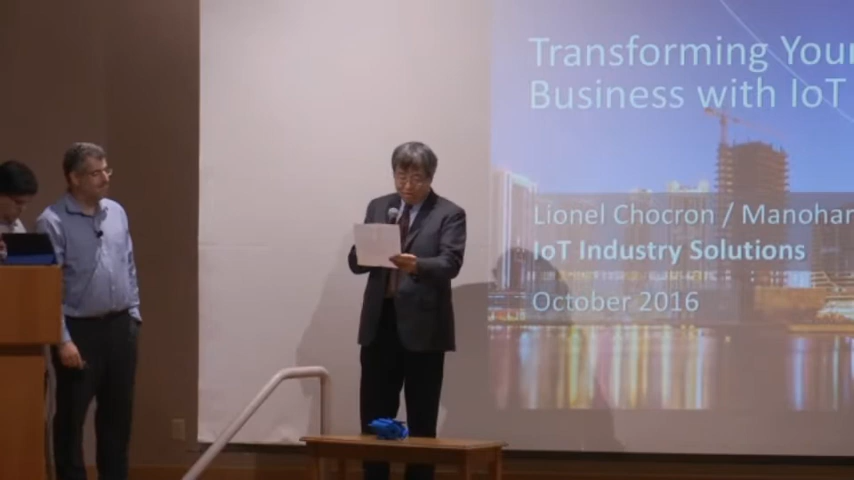 Transforming Your
Business with IoT
Lionel Chocron / Manohar
IoT Industry Solutions
October 2016